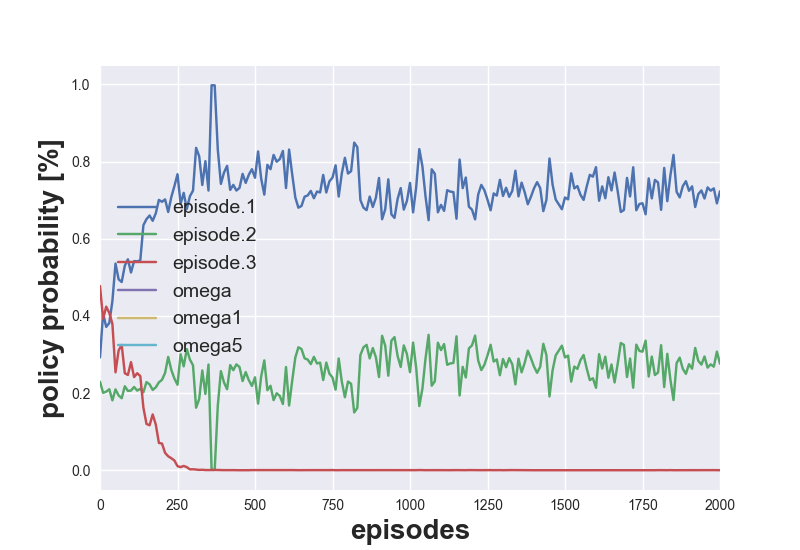 1.0
0.8
0.6
0.4
0.2
0.0
policy probability [%]
episode.1
episode.2
episode.3
omega
omega1
omega5
0 250 500 750 1000 1250 1500 1750 2000
episodes